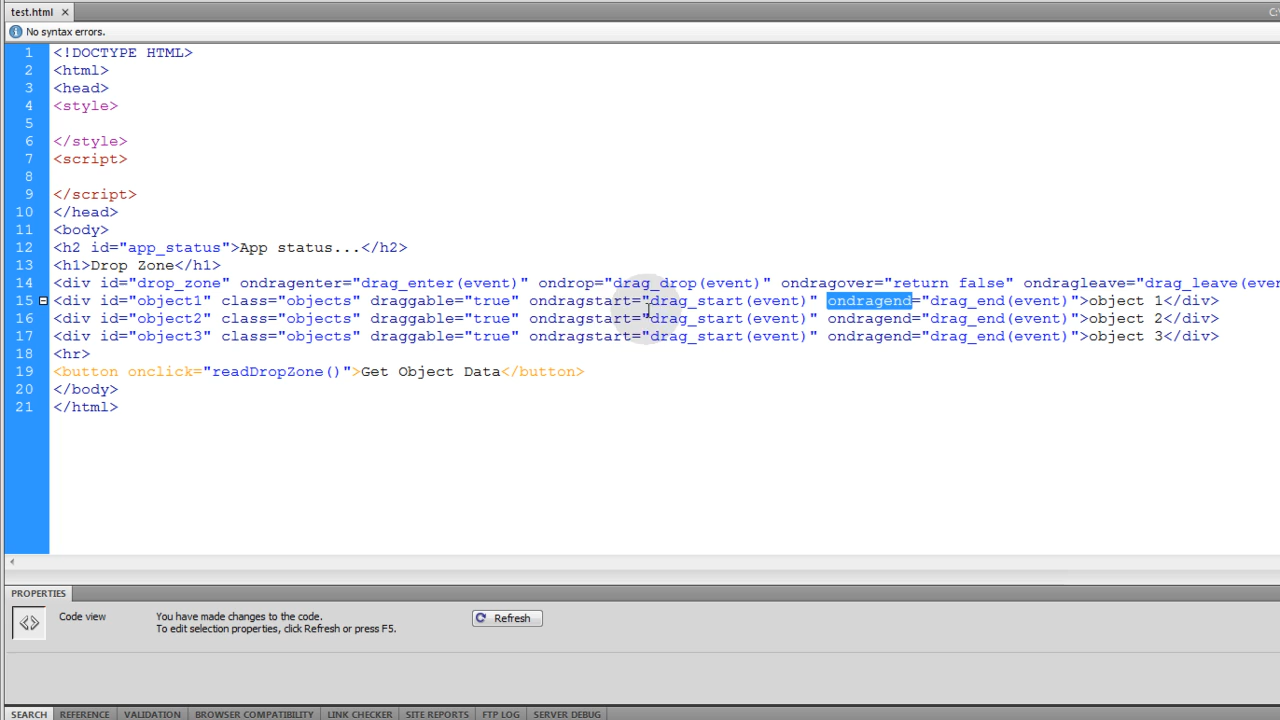 test.html ×
C:\
No syntax errors.
1 <!DOCTYPE HTML>
2 <html>
3 <head>
4 <style>
5
6 </style>
7 <script>
8
9 </script>
10 </head>
11 <body>
12 <h2 id="app_status">App status...</h2>
13 <h1>Drop Zone</h1>
14 <div id="drop_zone" ondragenter="drag_enter(event)" ondrop="drag_drop(event)" ondragover="return false" ondragleave="drag_leave(even
15 <div id="object1" class="objects" draggable="true" ondragstart="drag_start(event)" ondragend="drag_end(event)">object 1</div>
16 <div id="object2" class="objects" draggable="true" ondragstart="drag_start(event)" ondragend="drag_end(event)">object 2</div>
17 <div id="object3" class="objects" draggable="true" ondragstart="drag_start(event)" ondragend="drag_end(event)">object 3</div>
18 <hr>
19 <button onclick="readDropZone()">Get Object Data</button>
20 </body>
21 </html>
PROPERTIES
Code view
You have made changes to the code.
To edit selection properties, click Refresh or press F5.
Refresh
SEARCH REFERENCE VALIDATION BROWSER COMPATIBILITY LINK CHECKER SITE REPORTS FTP LOG SERVER DEBUG